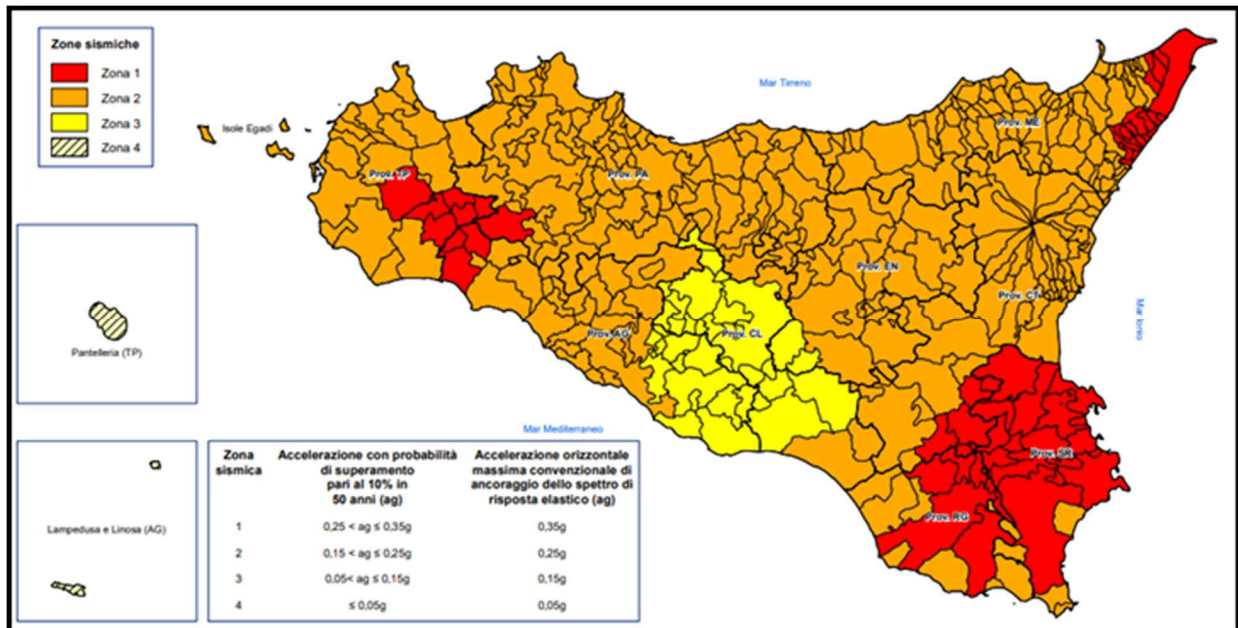 Zone sismiche
Zona 1
Zona 2
Zona 3
Zona 4
Mar Tirreno
Isole Egadi
Prov. ME
Prov. TP
Prov. PA
Prov. EN
Prov. CT
Mar Ionio
Prov. AG
Prov. CL
Pantelleria (TP)
Mar Mediterraneo
Prov. SR
Prov. RG
Lampedusa e Linosa (AG)
Zona sismica
Accelerazione con probabilità di superamento pari al 10% in 50 anni (ag)
Accelerazione orizzontale massima convenzionale di ancoraggio dello spettro di risposta elastico (ag)
1 0,25 < ag ≤ 0,35g 0,35g
2 0,15 < ag ≤ 0,25g 0,25g
3 0,05< ag ≤ 0,15g 0,15g
4 ≤ 0,05g 0,05g